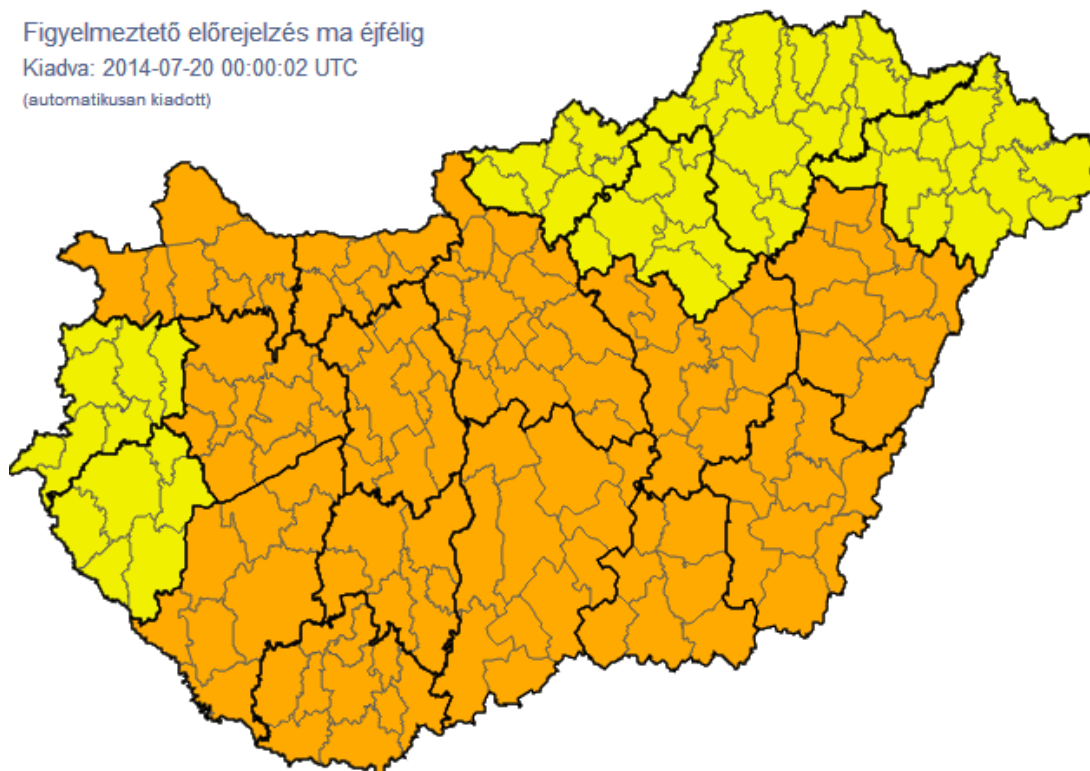 Figyelmeztető előrejelzés ma éjfélig
Kiadva: 2014-07-20 00:00:02 UTC
(automatikusan kiadott)